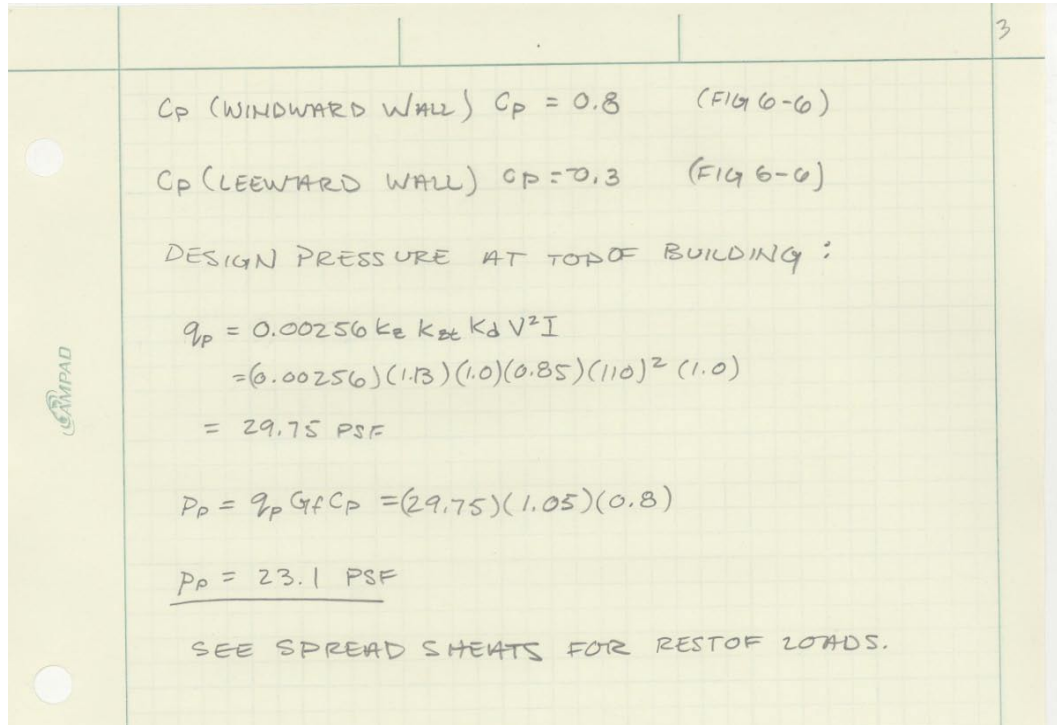 3
Cp (WINDWARD WALL) Cp = 0.8 (FIG 6-6)
Cp (LEEWARD WALL) Cp = -0.3 (FIG 6-6)
DESIGN PRESSURE AT TOP OF BUILDING :
qp = 0.00256 Kz Kzt Kd V²I
=(0.00256)(1.13)(1.0)(0.85)(110)² (1.0)
= 29.75 PSF
Pp = qp Gf Cp =(29.75)(1.05)(0.8)
Pp = 23.1 PSF
SEE SPREAD SHEATS FOR REST OF LOADS.
AMPAD